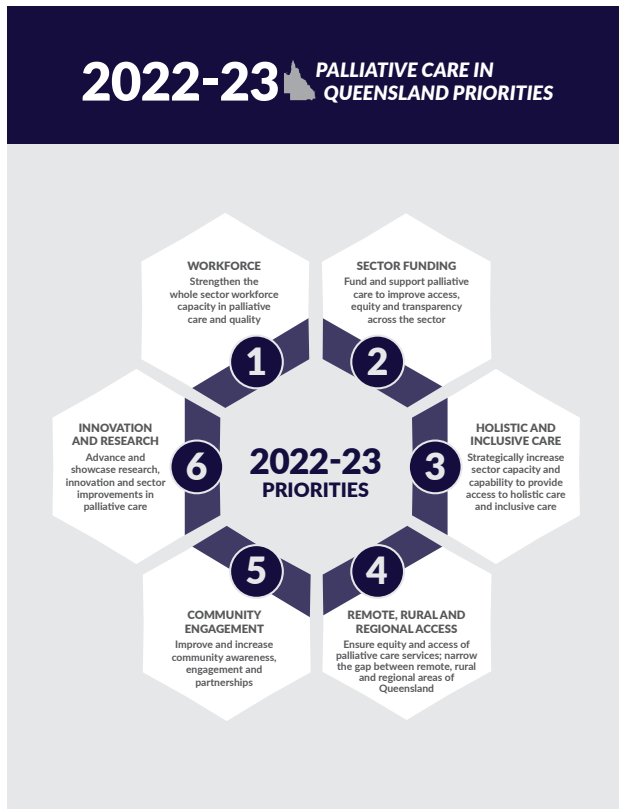 2022-23
PALLIATIVE CARE IN
QUEENSLAND PRIORITIES
WORKFORCE
Strengthen the
whole sector workforce
capacity in palliative
care and quality
1
SECTOR FUNDING
Fund and support palliative
care to improve access,
equity and transparency
across the sector
2
HOLISTIC AND
INCLUSIVE CARE
Strategically increase
sector capacity and
capability to provide
access to holistic care
and inclusive care
3
REMOTE, RURAL AND
REGIONAL ACCESS
Ensure equity and access of
palliative care services; narrow
the gap between remote, rural
and regional areas of
Queensland
4
COMMUNITY
ENGAGEMENT
Improve and increase
community awareness,
engagement and
partnerships
5
INNOVATION
AND RESEARCH
Advance and
showcase research,
innovation and sector
improvements in
palliative care
6
2022-23
PRIORITIES